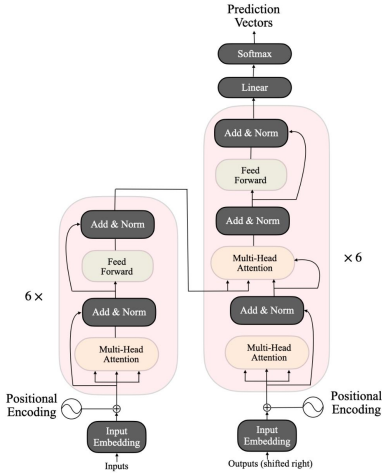 Prediction
Vectors
Softmax
Linear
Add & Norm
Feed
Forward
Add & Norm
Multi-Head
Attention
× 6
Add & Norm
Multi-Head
Attention
Positional
Encoding
Input
Embedding
Outputs (shifted right)
Add & Norm
Feed
Forward
6 ×
Add & Norm
Multi-Head
Attention
Positional
Encoding
Input
Embedding
Inputs